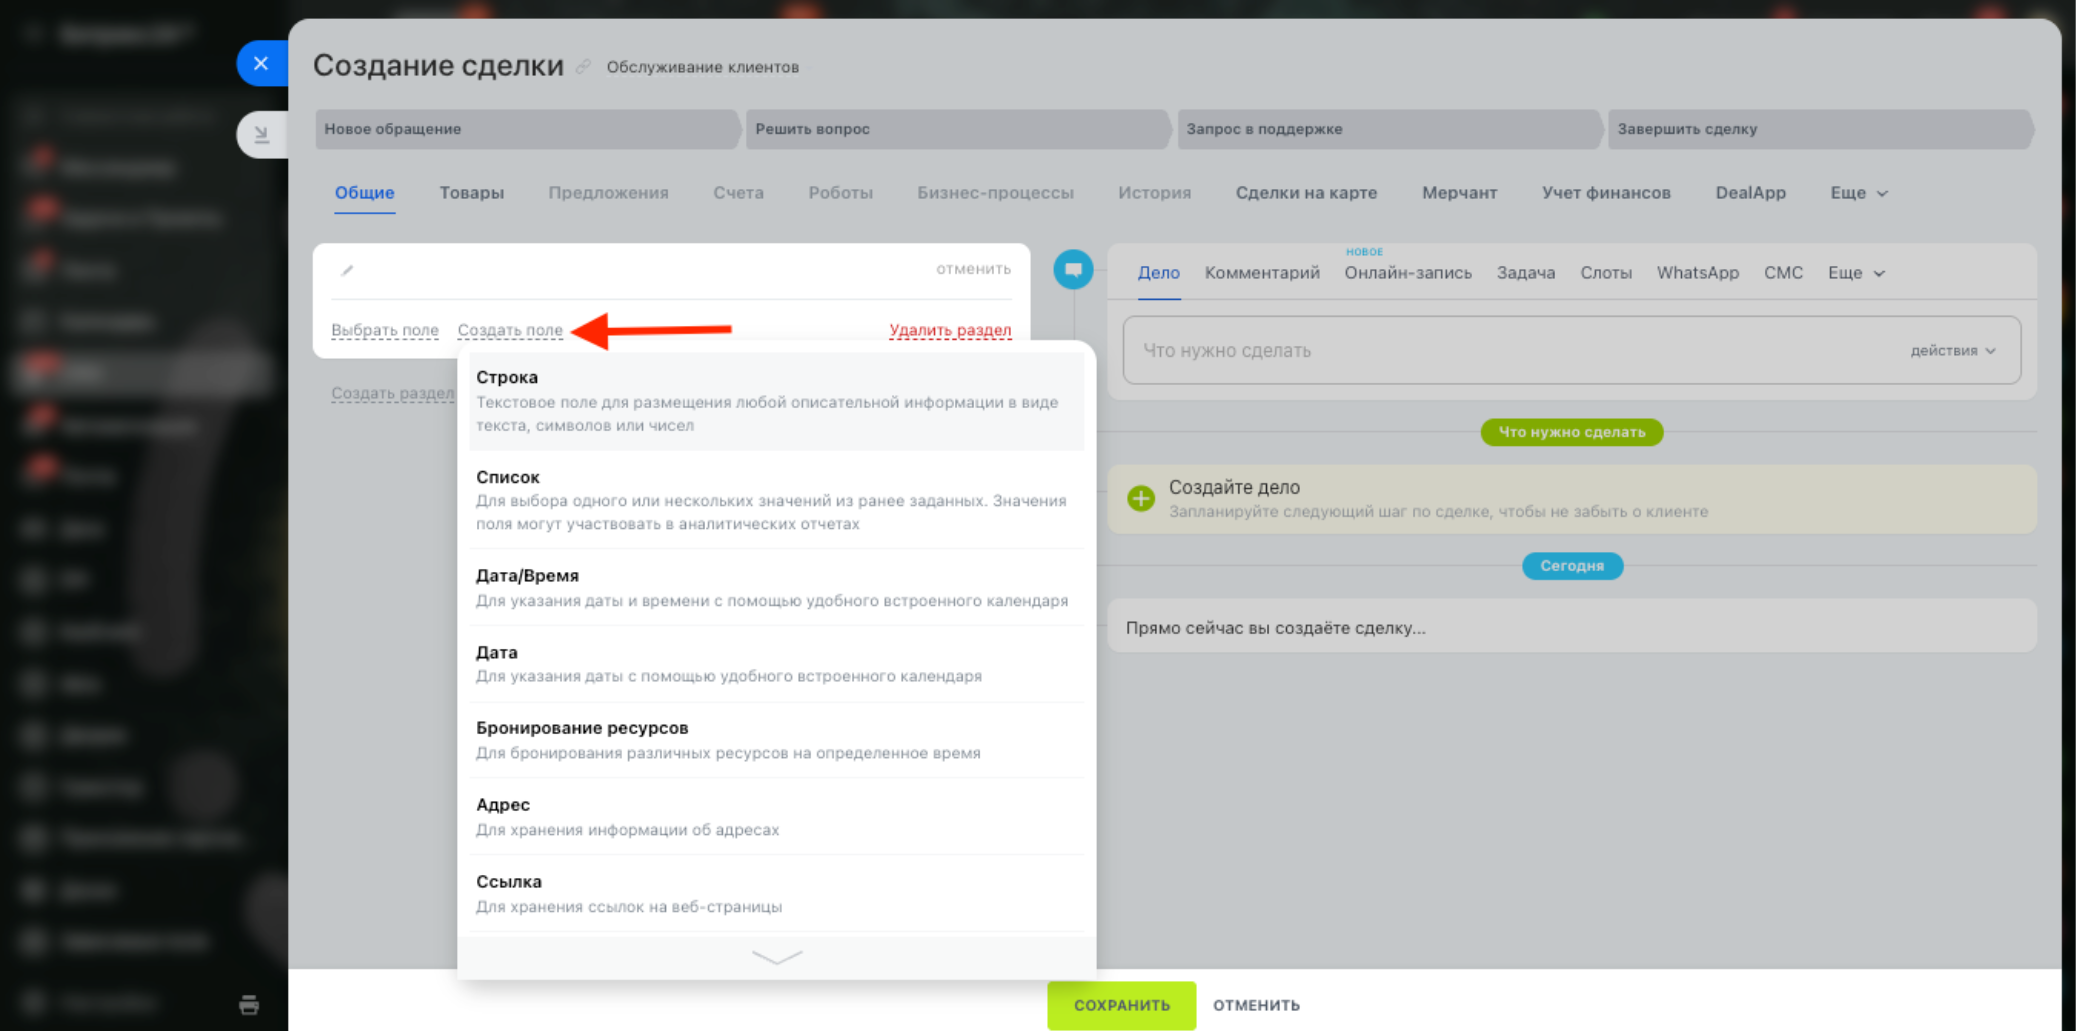 Создание сделки
Обслуживание клиентов
Новое обращение
Решить вопрос
Запрос в поддержке
Завершить сделку
Общие
Товары
Предложения
Счета
Роботы
Бизнес-процессы
История
Сделки на карте
Мерчант
Учет финансов
DealApp
Еще
отменить
Выбрать поле
Создать поле
Удалить раздел
Создать раздел
Строка
Текстовое поле для размещения любой описательной информации в виде
текста, символов или чисел
Список
Для выбора одного или нескольких значений из ранее заданных. Значения
поля могут участвовать в аналитических отчетах
Дата/Время
Для указания даты и времени с помощью удобного встроенного календаря
Дата
Для указания даты с помощью удобного встроенного календаря
Бронирование ресурсов
Для бронирования различных ресурсов на определенное время
Адрес
Для хранения информации об адресах
Ссылка
Для хранения ссылок на веб-страницы
НОВОЕ
Дело
Комментарий
Онлайн-запись
Задача
Слоты
WhatsApp
СМС
Еще
Что нужно сделать
действия
Что нужно сделать
Создайте дело
Запланируйте следующий шаг по сделке, чтобы не забыть о клиенте
Сегодня
Прямо сейчас вы создаёте сделку...
СОХРАНИТЬ
ОТМЕНИТЬ